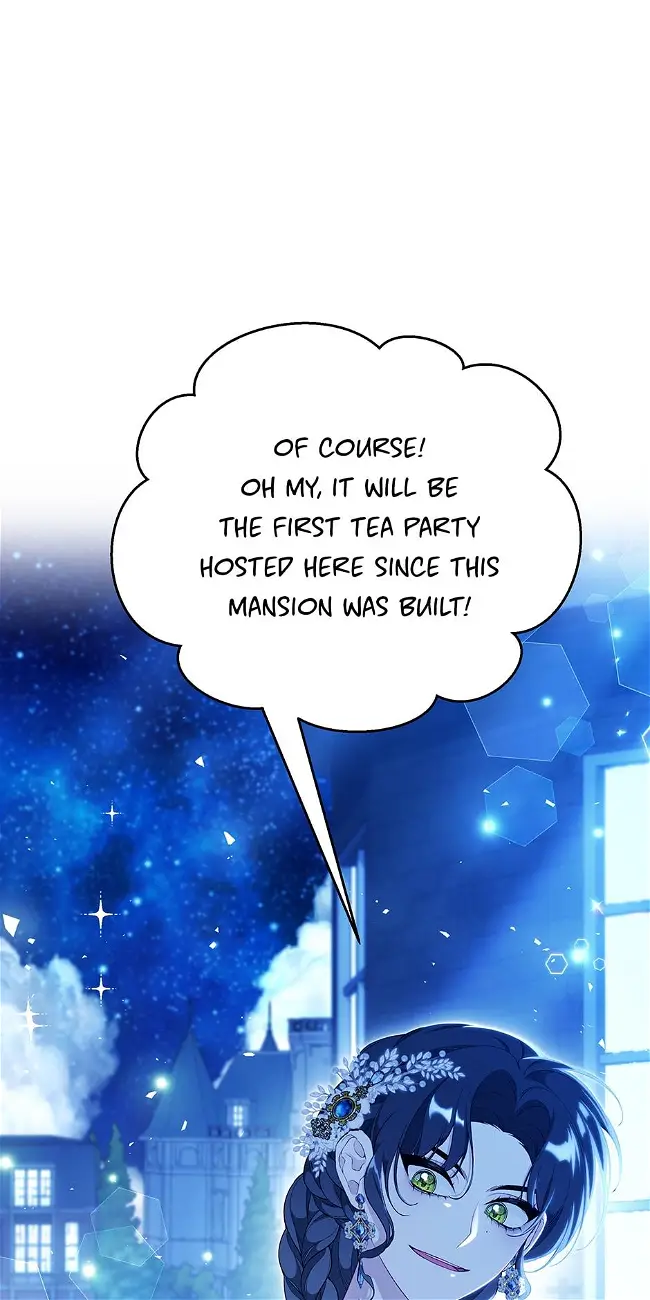 OF COURSE!
OH MY, IT WILL BE
THE FIRST TEA PARTY
HOSTED HERE SINCE THIS
MANSION WAS BUILT!